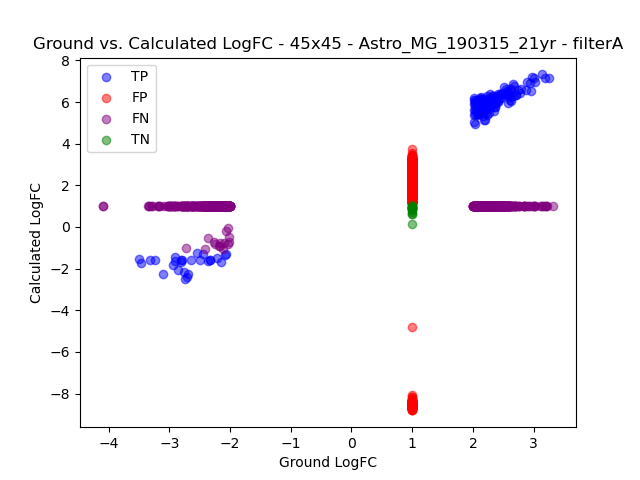 Ground vs. Calculated LogFC - 45x45 - Astro_MG_190315_21yr - filterA
TP
FP
FN
TN
8
6
4
2
0
−2
−4
−6
−8
Calculated LogFC
−4 −3 −2 −1 0 1 2 3
Ground LogFC